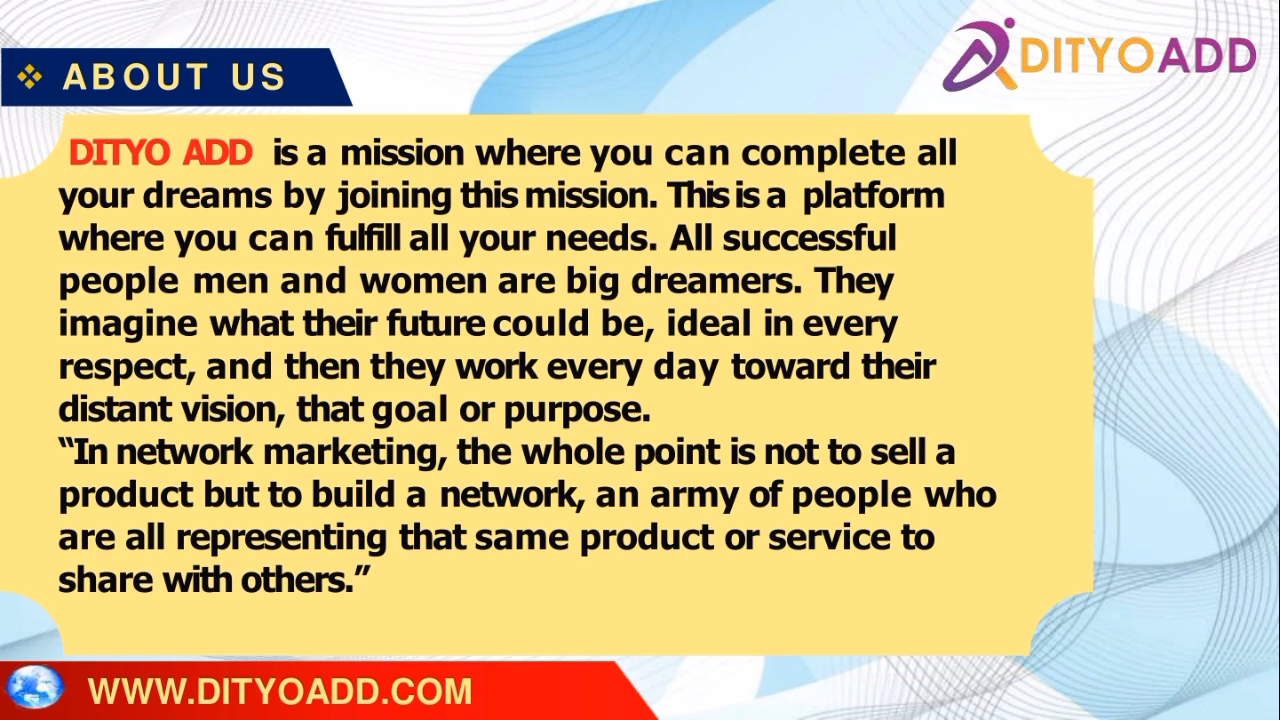 ABOUT US
DITYOADD
DITYO ADD is a mission where you can complete all
your dreams by joining this mission. This is a platform
where you can fulfill all your needs. All successful
people men and women are big dreamers. They
imagine what their future could be, ideal in every
respect, and then they work every day toward their
distant vision, that goal or purpose.
“In network marketing, the whole point is not to sell a
product but to build a network, an army of people who
are all representing that same product or service to
share with others.”
WWW.DITYOADD.COM